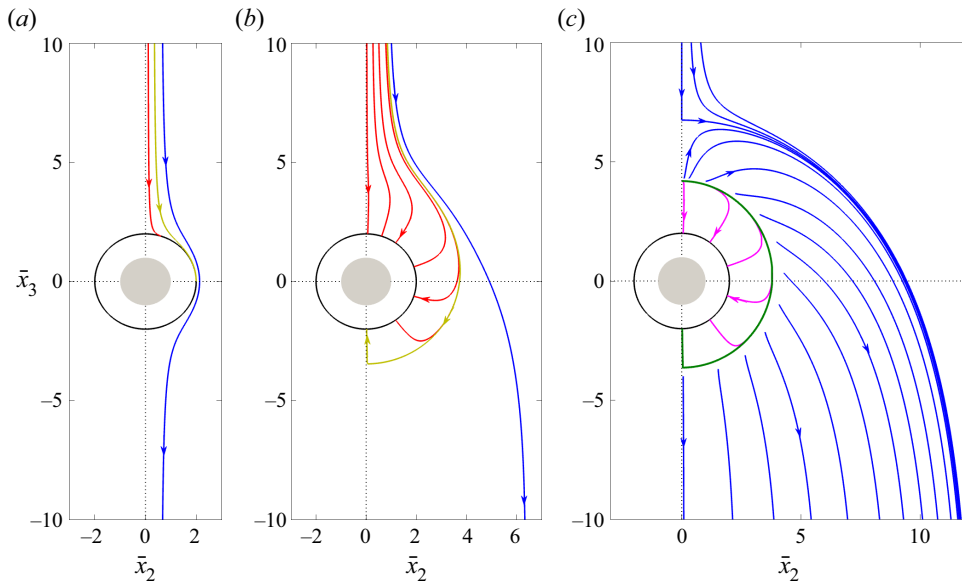 (a) (b) (c)
10 10 10
5 5 5
x̄₃ 0 0 0
−5 −5 −5
−10 −10 −10
−2 0 2 −2 0 2 4 6 0 5 10
x̄₂ x̄₂ x̄₂